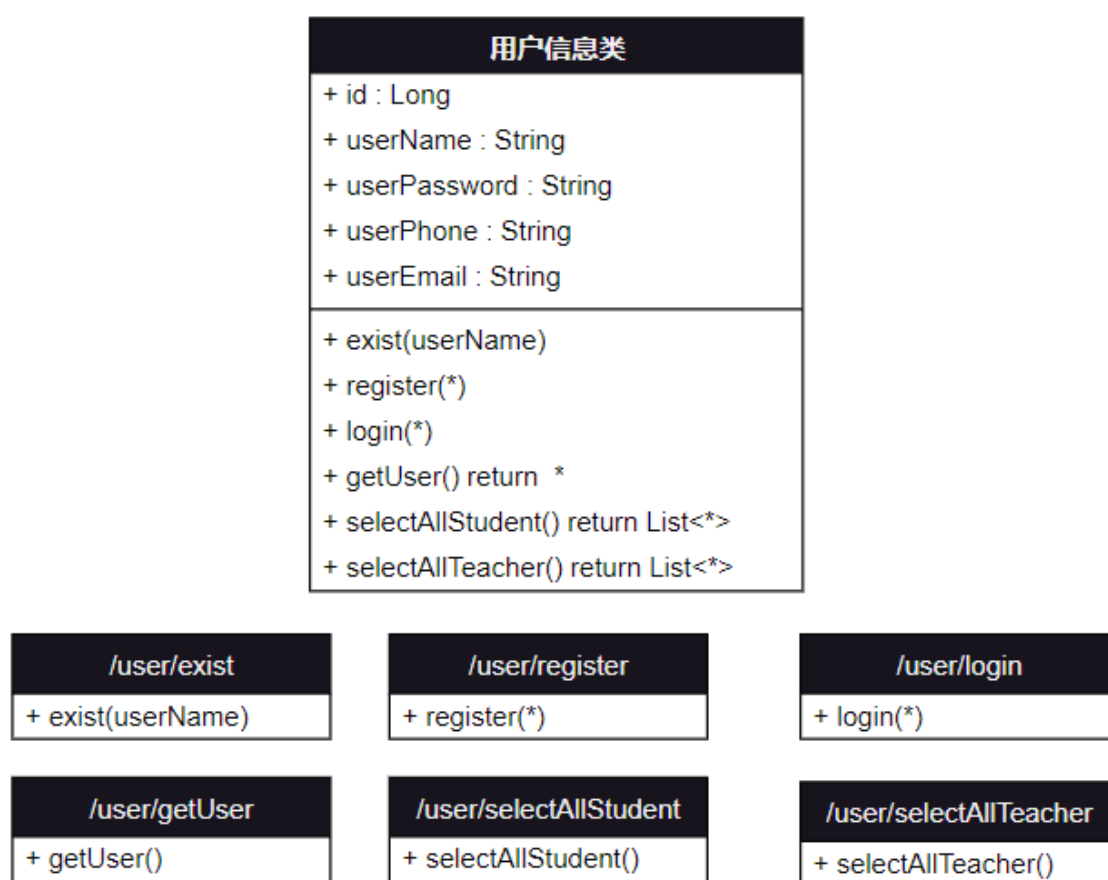 用户信息类
+ id : Long
+ userName : String
+ userPassword : String
+ userPhone : String
+ userEmail : String
+ exist(userName)
+ register(*)
+ login(*)
+ getUser() return *
+ selectAllStudent() return List<*>
+ selectAllTeacher() return List<*>
/user/exist
+ exist(userName)
/user/register
+ register(*)
/user/login
+ login(*)
/user/getUser
+ getUser()
/user/selectAllStudent
+ selectAllStudent()
/user/selectAllTeacher
+ selectAllTeacher()